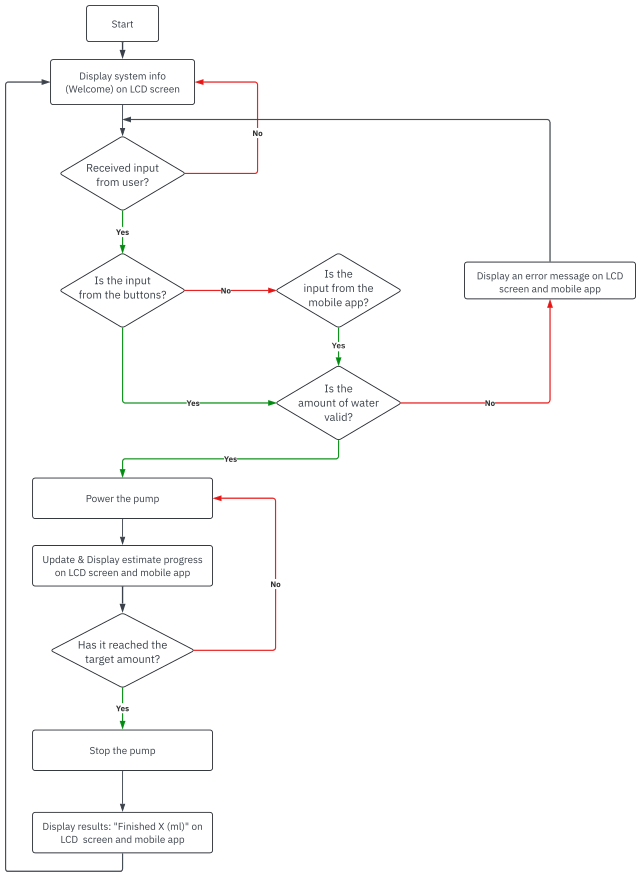 Start
Display system info
(Welcome) on LCD screen
No
Received input
from user?
Yes
Is the input
from the buttons?
No
Is the
input from the
mobile app?
Display an error message on LCD
screen and mobile app
Yes
Yes
Is the
amount of water
valid?
No
Yes
Power the pump
Update & Display estimate progress
on LCD screen and mobile app
No
Has it reached the
target amount?
Yes
Stop the pump
Display results: "Finished X (ml)" on
LCD  screen and mobile app